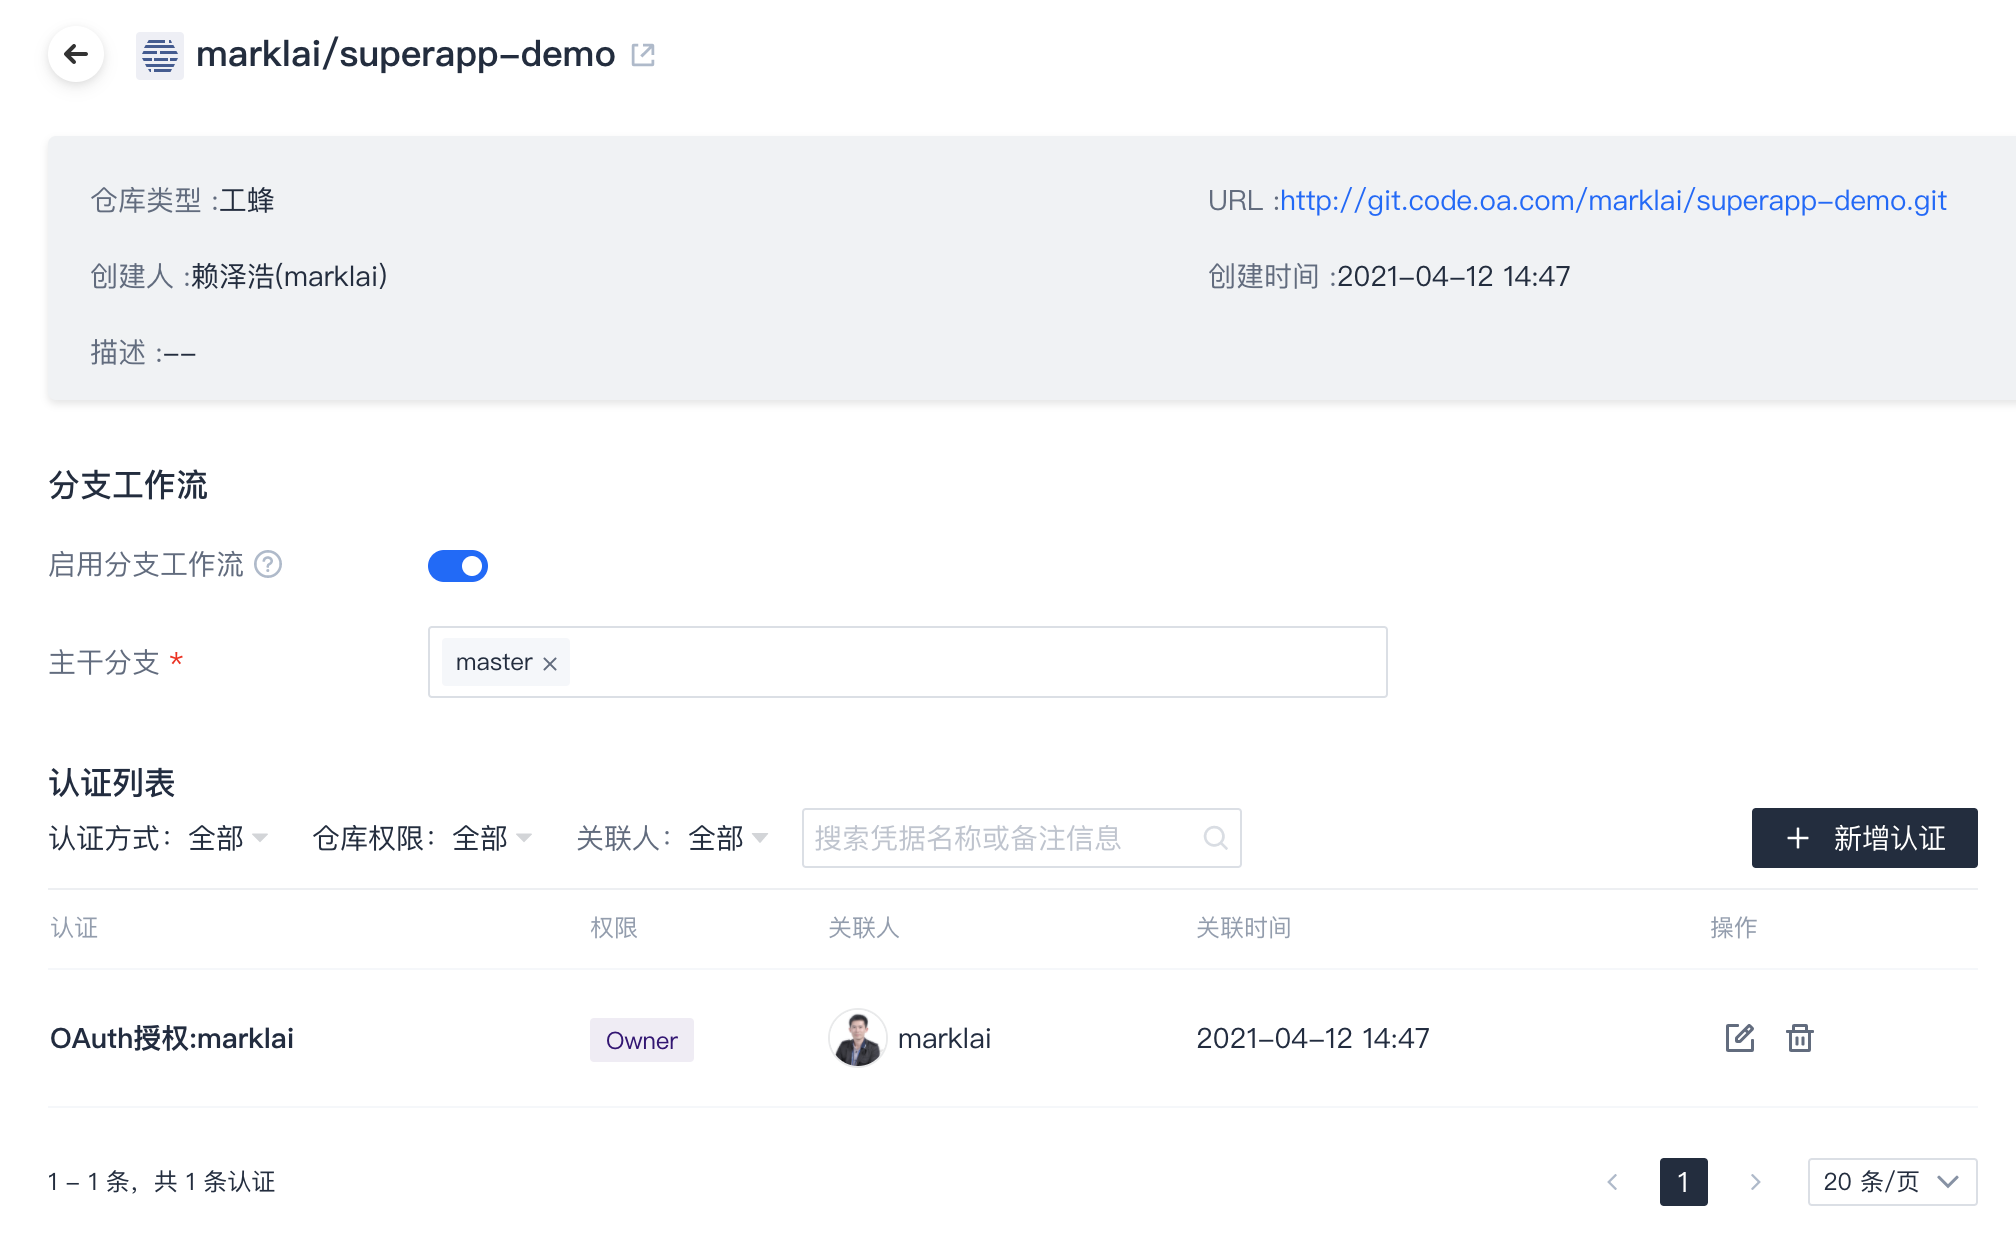 marklai/superapp-demo
仓库类型 :工蜂
URL :http://git.code.oa.com/marklai/superapp-demo.git
创建人 :赖泽浩(marklai)
创建时间 :2021-04-12 14:47
描述 :--
分支工作流
启用分支工作流 ?
主干分支 *
master ×
认证列表
认证方式： 全部
仓库权限： 全部
关联人： 全部
搜索凭据名称或备注信息
+ 新增认证
认证 权限 关联人 关联时间 操作
OAuth授权:marklai Owner marklai 2021-04-12 14:47
1 - 1 条，共 1 条认证
< 1 >
20 条/页